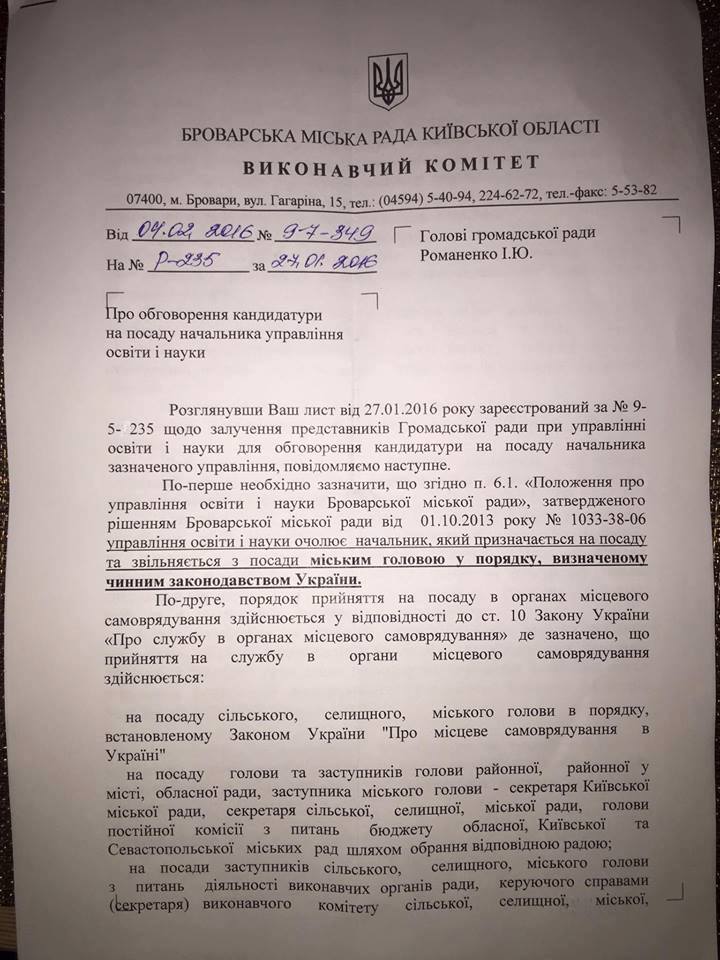 БРОВАРСЬКА МІСЬКА РАДА КИЇВСЬКОЇ ОБЛАСТІ
ВИКОНАВЧИЙ КОМІТЕТ
07400, м. Бровари, вул. Гагаріна, 15, тел.: (04594) 5-40-94, 224-62-72, тел.-факс: 5-53-82
Від 04.02 2016 № 9-7-349
На № Р-235 за 27.01. 2016
Голові громадської ради
Романенко І.Ю.
Про обговорення кандидатури
на посаду начальника управління
освіти і науки
Розглянувши Ваш лист від 27.01.2016 року зареєстрований за № 9-
5- 235 щодо залучення представників Громадської ради при управлінні
освіти і науки для обговорення кандидатури на посаду начальника
зазначеного управління, повідомляємо наступне.
По-перше необхідно зазначити, що згідно п. 6.1. «Положення про
управління освіти і науки Броварської міської ради», затвердженого
рішенням Броварської міської ради від 01.10.2013 року № 1033-38-06
управління освіти і науки очолює начальник, який призначається на посаду
та звільняється з посади міським головою у порядку, визначеному
чинним законодавством України.
По-друге, порядок прийняття на посаду в органах місцевого
самоврядування здійснюється у відповідності до ст. 10 Закону України
«Про службу в органах місцевого самоврядування» де зазначено, що
прийняття на службу в органи місцевого самоврядування
здійснюється:
на посаду сільського, селищного, міського голови в порядку,
встановленому Законом України "Про місцеве самоврядування в
Україні"
на посаду голови та заступників голови районної, районної у
місті, обласної ради, заступника міського голови - секретаря Київської
міської ради, секретаря сільської, селищної, міської ради, голови
постійної комісії з питань бюджету обласної, Київської та
Севастопольської міських рад шляхом обрання відповідною радою;
на посади заступників сільського, селищного, міського голови
з питань діяльності виконавчих органів ради, керуючого справами
(секретаря) виконавчого комітету сільської, селищної, міської,